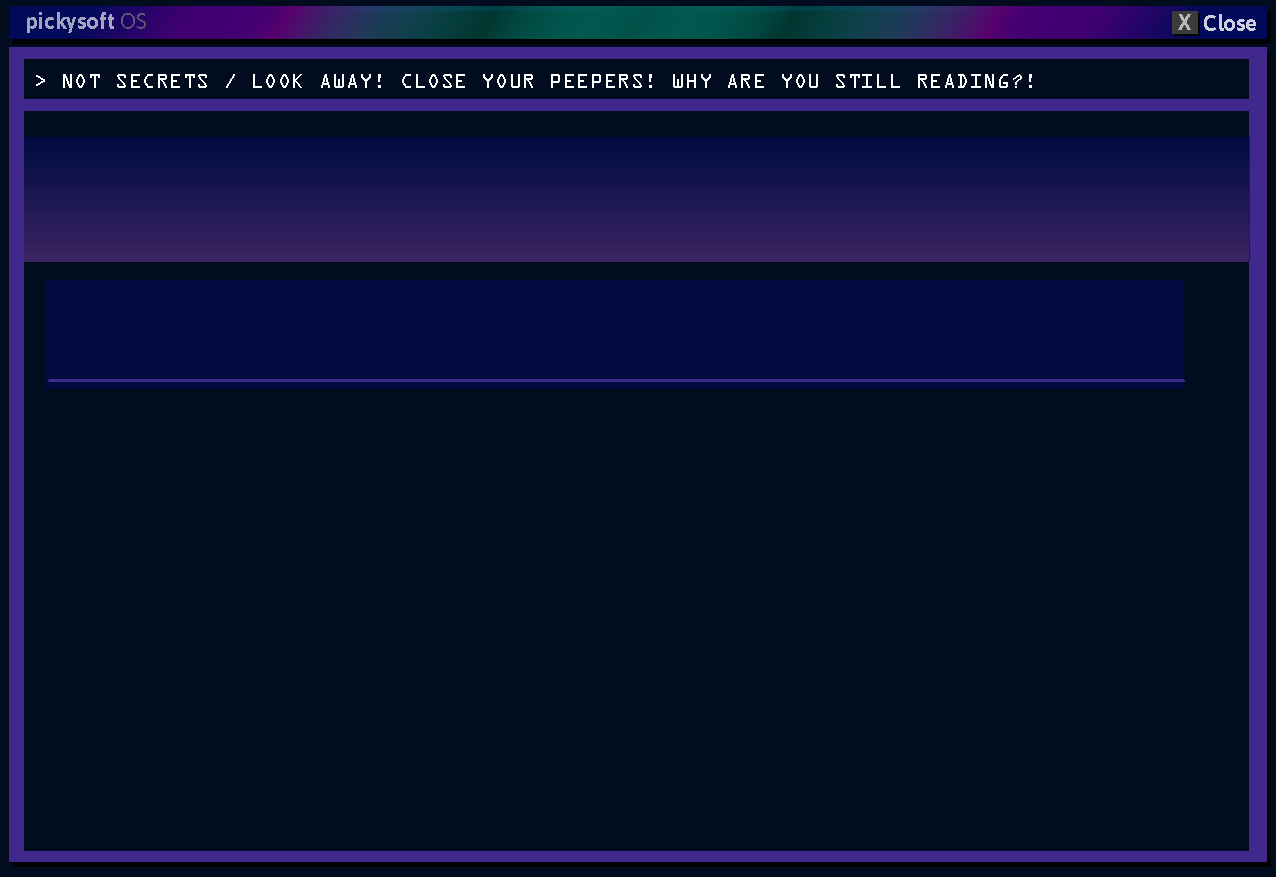 pickysoft OS
X Close
> NOT SECRETS / LOOK AWAY! CLOSE YOUR PEEPERS! WHY ARE YOU STILL READING?!